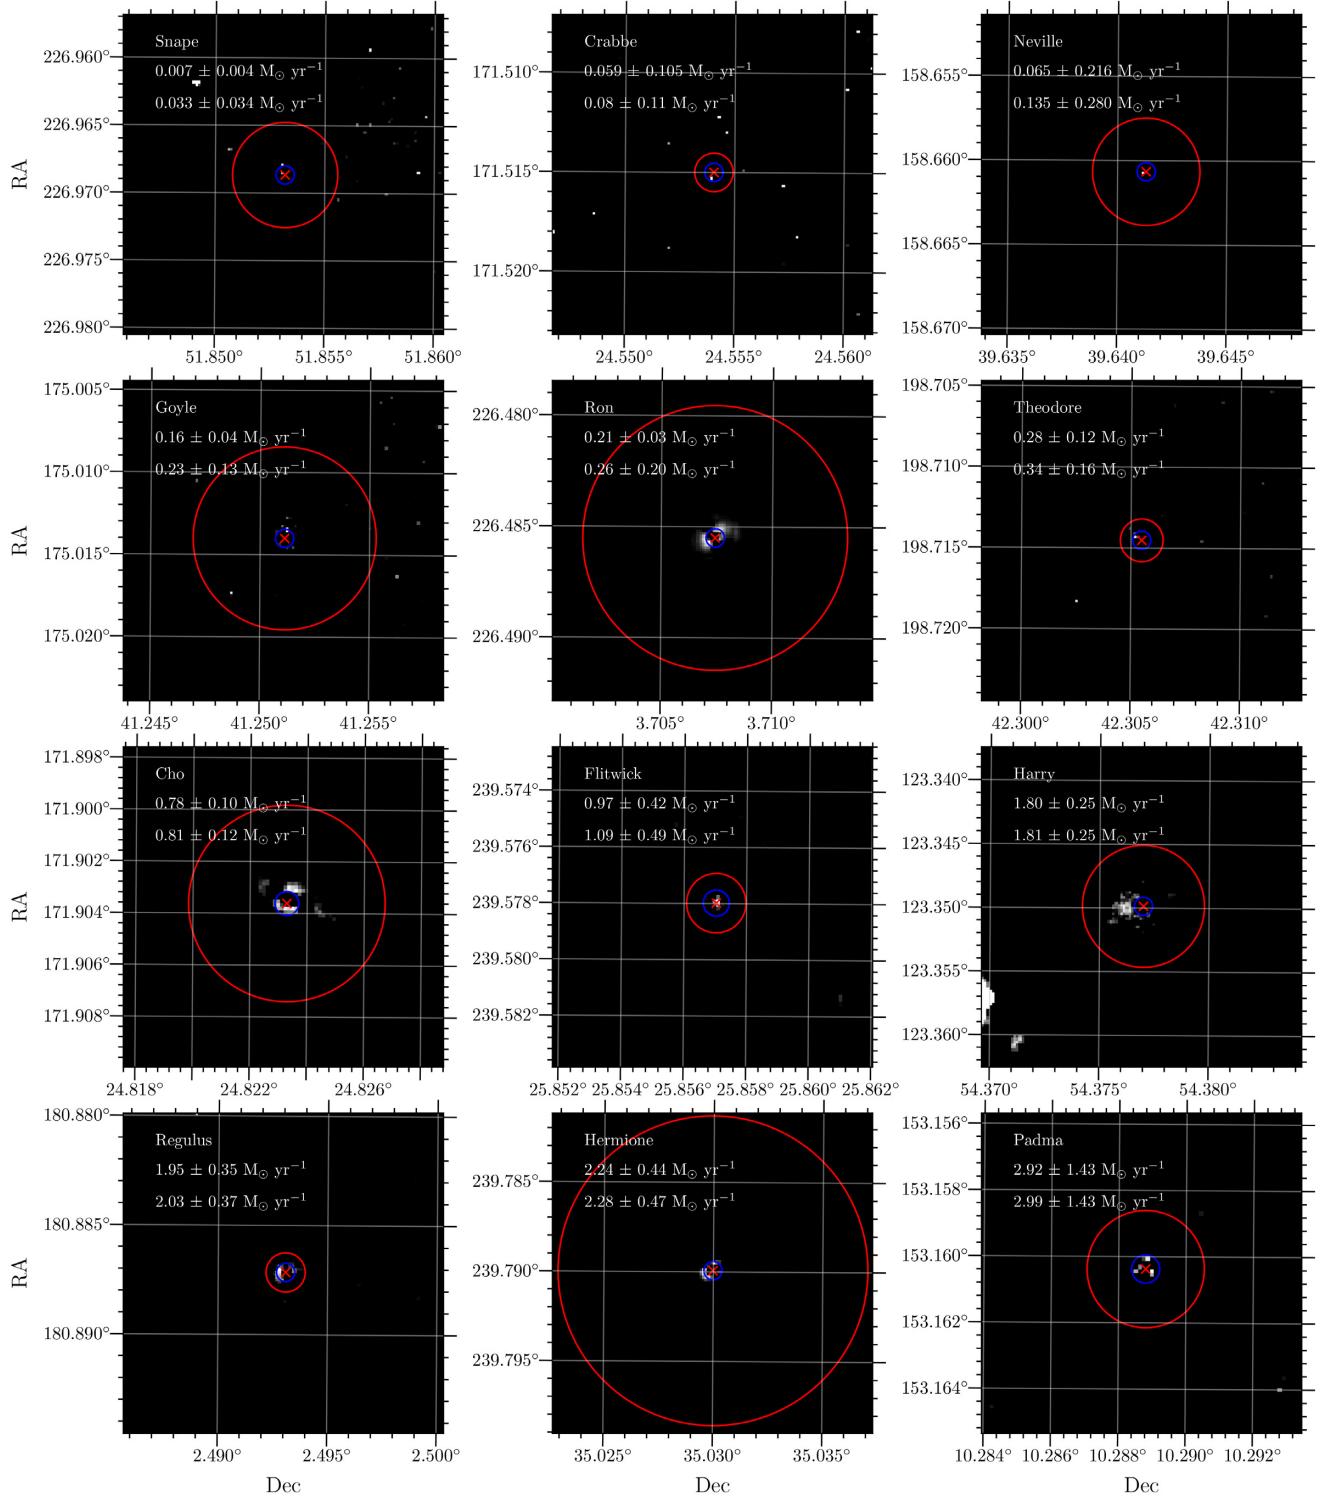 Snape
0.007 ± 0.004 M⊙ yr−1
0.033 ± 0.034 M⊙ yr−1
226.960°
226.965°
226.970°
226.975°
226.980°
RA
51.850° 51.855° 51.860°
Crabbe
0.059 ± 0.105 M⊙ yr−1
0.08 ± 0.11 M⊙ yr−1
171.510°
171.515°
171.520°
24.550° 24.555° 24.560°
Neville
0.065 ± 0.216 M⊙ yr−1
0.135 ± 0.280 M⊙ yr−1
158.655°
158.660°
158.665°
158.670°
39.635° 39.640° 39.645°
Goyle
0.16 ± 0.04 M⊙ yr−1
0.23 ± 0.13 M⊙ yr−1
175.005°
175.010°
175.015°
175.020°
RA
41.245° 41.250° 41.255°
Ron
0.21 ± 0.03 M⊙ yr−1
0.26 ± 0.20 M⊙ yr−1
226.480°
226.485°
226.490°
3.705° 3.710°
Theodore
0.28 ± 0.12 M⊙ yr−1
0.34 ± 0.16 M⊙ yr−1
198.705°
198.710°
198.715°
198.720°
42.300° 42.305° 42.310°
Cho
0.78 ± 0.10 M⊙ yr−1
0.81 ± 0.12 M⊙ yr−1
171.898°
171.900°
171.902°
171.904°
171.906°
171.908°
RA
24.818° 24.822° 24.826°
Flitwick
0.97 ± 0.42 M⊙ yr−1
1.09 ± 0.49 M⊙ yr−1
239.574°
239.576°
239.578°
239.580°
239.582°
25.852° 25.854° 25.856° 25.858° 25.860° 25.862°
Harry
1.80 ± 0.25 M⊙ yr−1
1.81 ± 0.25 M⊙ yr−1
123.340°
123.345°
123.350°
123.355°
123.360°
54.370° 54.375° 54.380°
Regulus
1.95 ± 0.35 M⊙ yr−1
2.03 ± 0.37 M⊙ yr−1
180.880°
180.885°
180.890°
RA
2.490° 2.495° 2.500°
Dec
Hermione
2.24 ± 0.44 M⊙ yr−1
2.28 ± 0.47 M⊙ yr−1
239.785°
239.790°
239.795°
35.025° 35.030° 35.035°
Dec
Padma
2.92 ± 1.43 M⊙ yr−1
2.99 ± 1.43 M⊙ yr−1
153.156°
153.158°
153.160°
153.162°
153.164°
10.284° 10.286° 10.288° 10.290° 10.292°
Dec